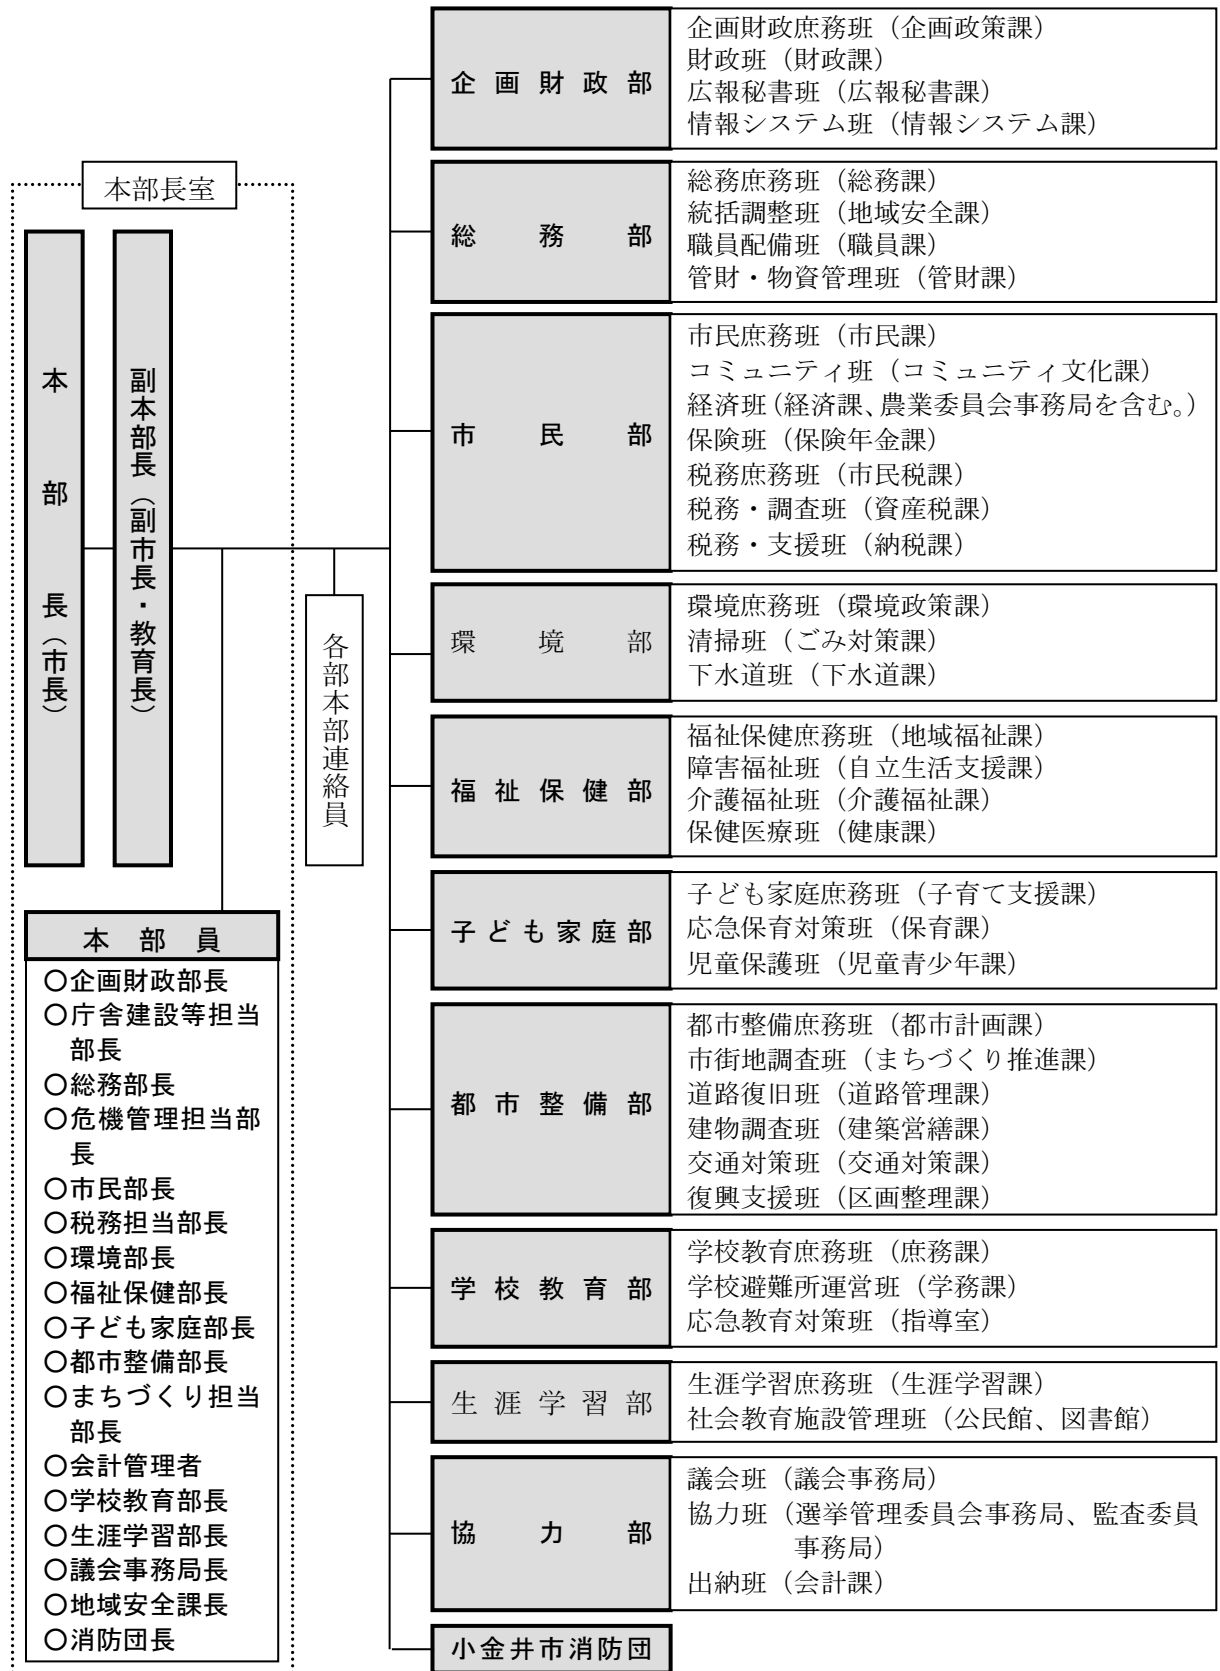 本部長室
本部長（市長）
副本部長（副市長・教育長）
各部本部連絡員
本部員
〇企画財政部長
〇庁舎建設等担当
部長
〇総務部長
〇危機管理担当部
長
〇市民部長
〇税務担当部長
〇環境部長
〇福祉保健部長
〇子ども家庭部長
〇都市整備部長
〇まちづくり担当
部長
〇会計管理者
〇学校教育部長
〇生涯学習部長
〇議会事務局長
〇地域安全課長
〇消防団長
企画財政部
企画財政庶務班（企画政策課）
財政班（財政課）
広報秘書班（広報秘書課）
情報システム班（情報システム課）
総務部
総務庶務班（総務課）
統括調整班（地域安全課）
職員配備班（職員課）
管財・物資管理班（管財課）
市民部
市民庶務班（市民課）
コミュニティ班（コミュニティ文化課）
経済班（経済課、農業委員会事務局を含む。）
保険班（保険年金課）
税務庶務班（市民税課）
税務・調査班（資産税課）
税務・支援班（納税課）
環境部
環境庶務班（環境政策課）
清掃班（ごみ対策課）
下水道班（下水道課）
福祉保健部
福祉保健庶務班（地域福祉課）
障害福祉班（自立生活支援課）
介護福祉班（介護福祉課）
保健医療班（健康課）
子ども家庭部
子ども家庭庶務班（子育て支援課）
応急保育対策班（保育課）
児童保護班（児童青少年課）
都市整備部
都市整備庶務班（都市計画課）
市街地調査班（まちづくり推進課）
道路復旧班（道路管理課）
建物調査班（建築営繕課）
交通対策班（交通対策課）
復興支援班（区画整理課）
学校教育部
学校教育庶務班（庶務課）
学校避難所運営班（学務課）
応急教育対策班（指導室）
生涯学習部
生涯学習庶務班（生涯学習課）
社会教育施設管理班（公民館、図書館）
協力部
議会班（議会事務局）
協力班（選挙管理委員会事務局、監査委員
事務局）
出納班（会計課）
小金井市消防団